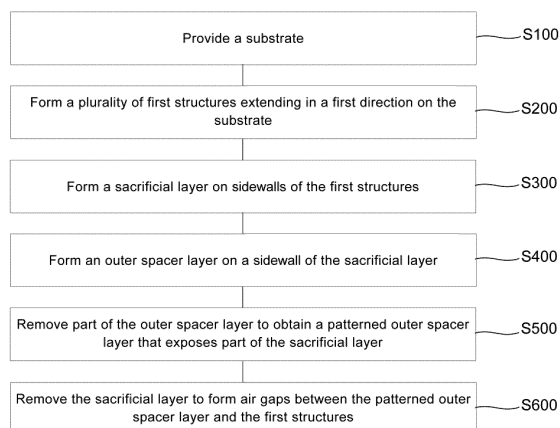 Provide a substrate
S100
Form a plurality of first structures extending in a first direction on the
substrate
S200
Form a sacrificial layer on sidewalls of the first structures
S300
Form an outer spacer layer on a sidewall of the sacrificial layer
S400
Remove part of the outer spacer layer to obtain a patterned outer spacer
layer that exposes part of the sacrificial layer
S500
Remove the sacrificial layer to form air gaps between the patterned outer
spacer layer and the first structures
S600